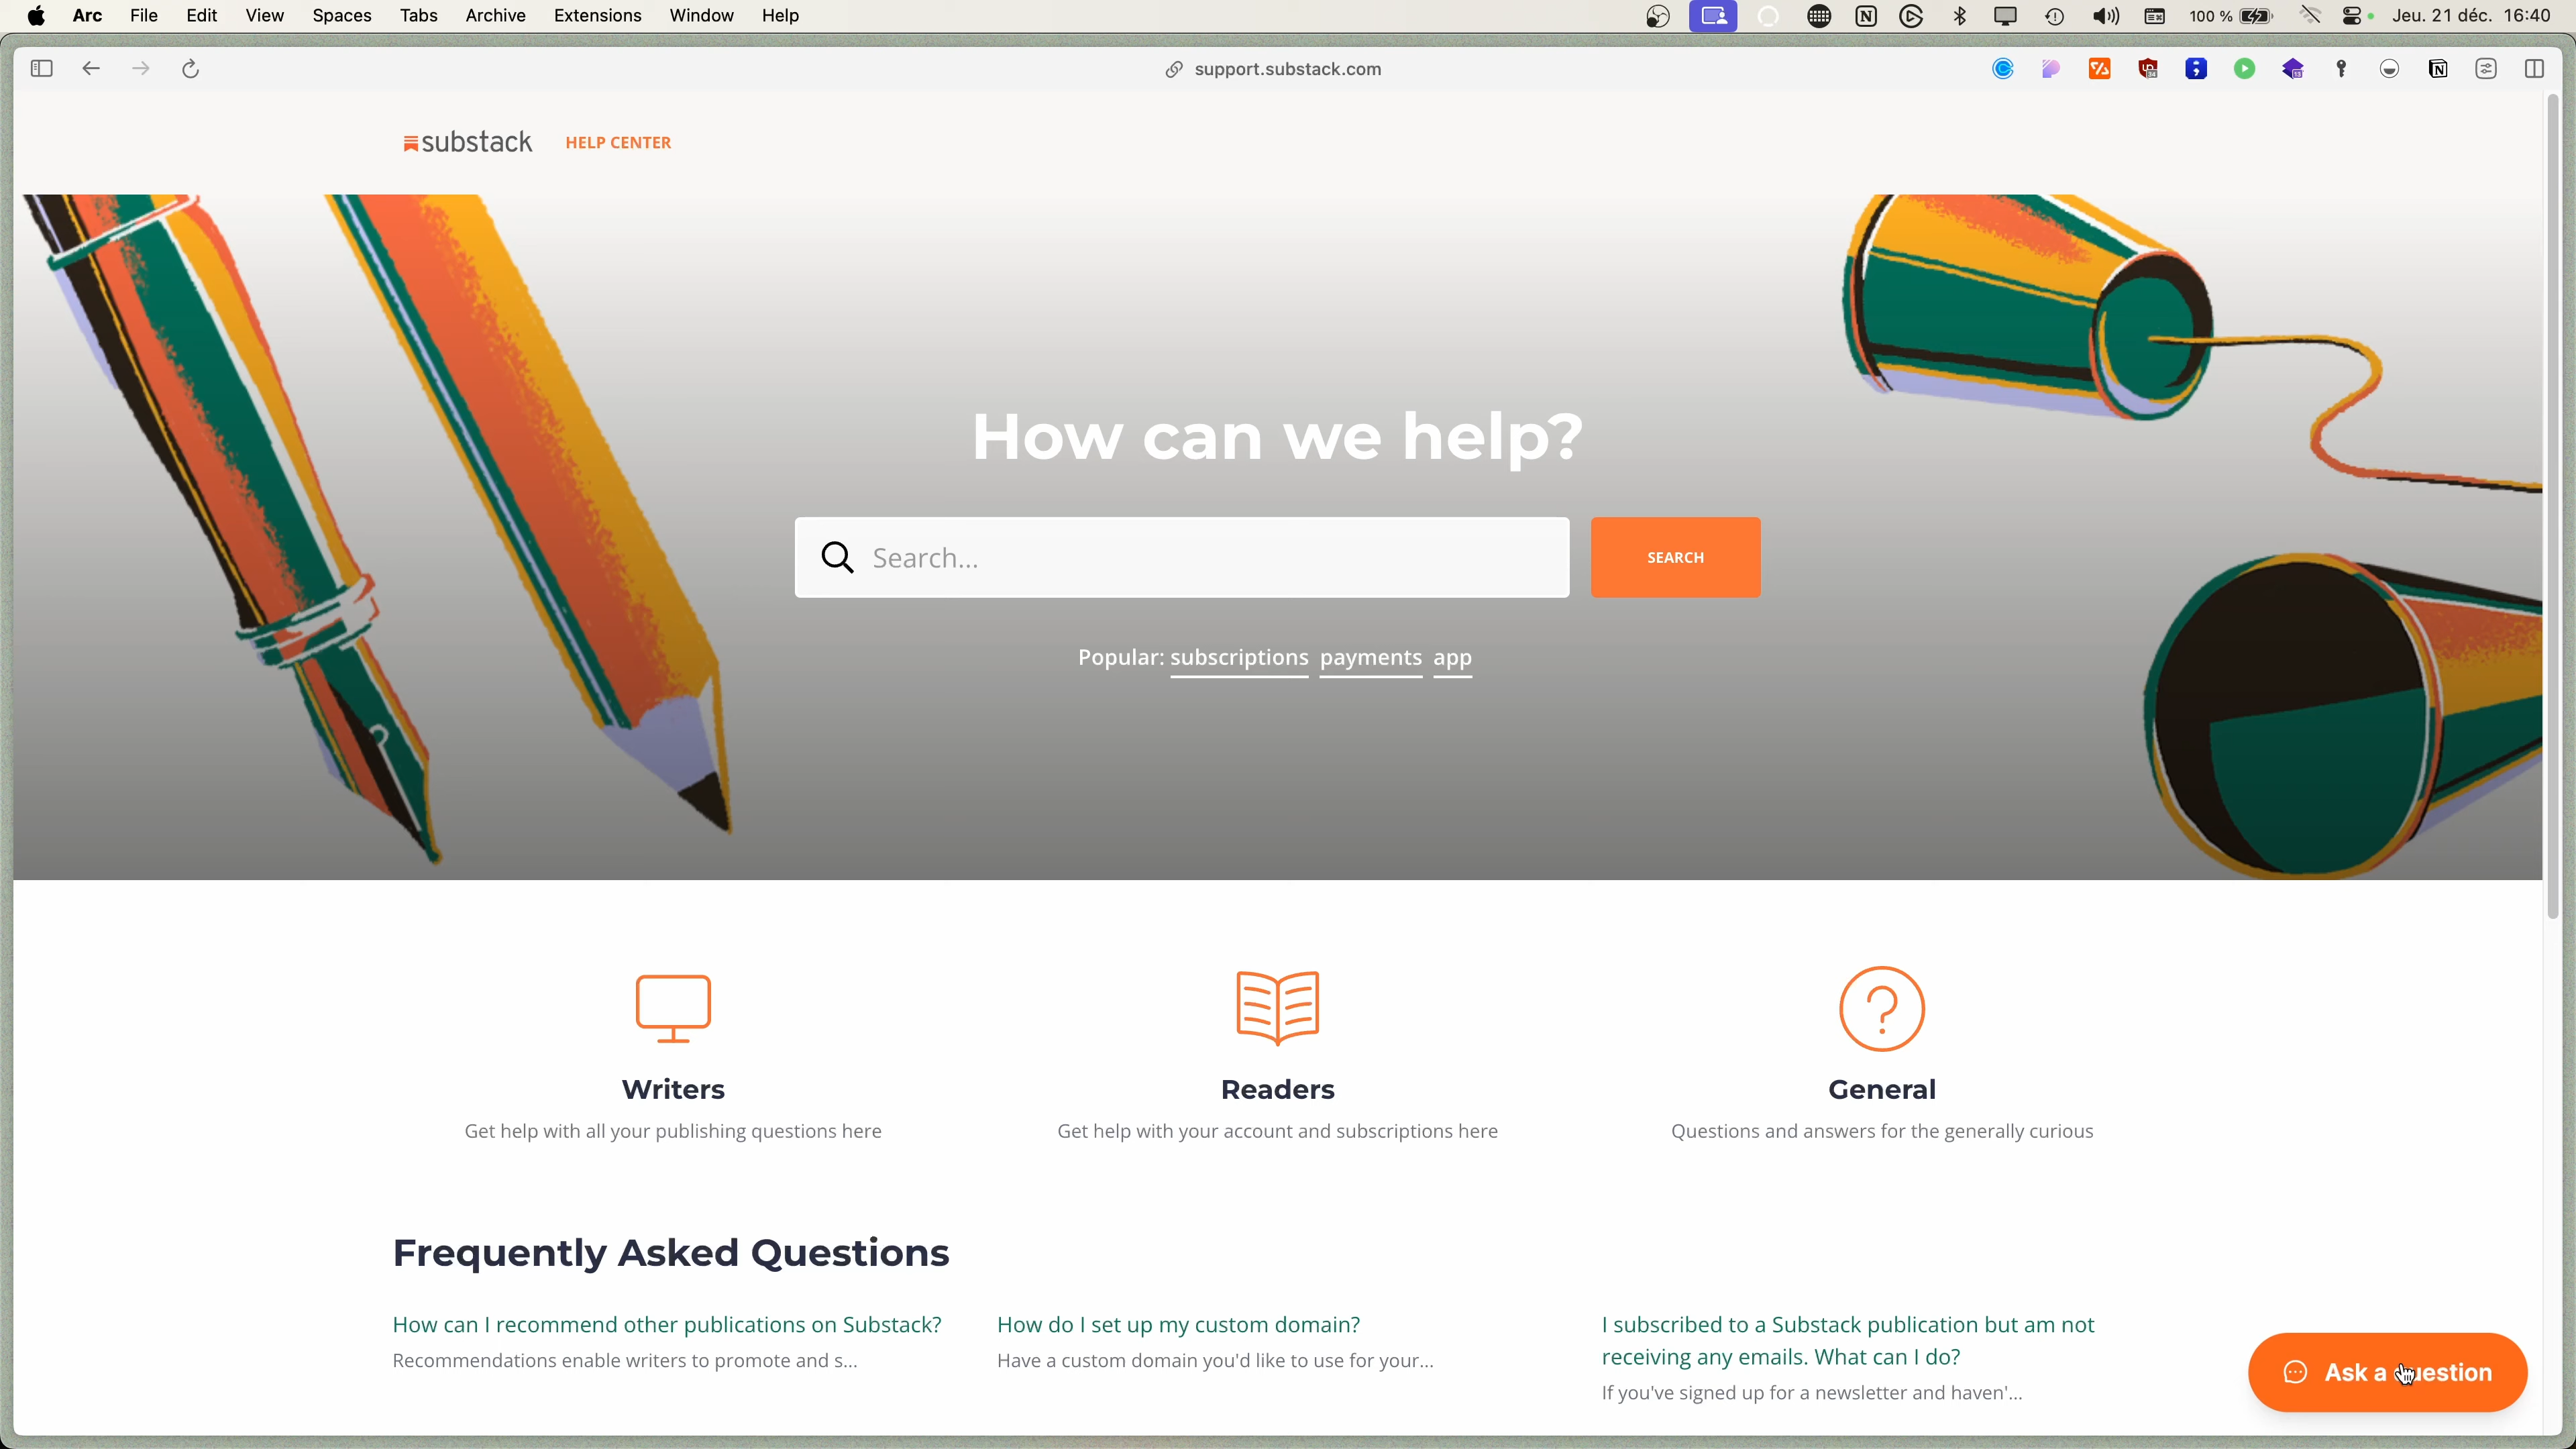 Arc File Edit View Spaces Tabs Archive Extensions Window Help 100 % Jeu. 21 déc. 16:40
support.substack.com
substack HELP CENTER
How can we help?
Search... SEARCH
Popular: subscriptions payments app
Writers
Get help with all your publishing questions here
Readers
Get help with your account and subscriptions here
General
Questions and answers for the generally curious
Frequently Asked Questions
How can I recommend other publications on Substack?
Recommendations enable writers to promote and s...
How do I set up my custom domain?
Have a custom domain you'd like to use for your...
I subscribed to a Substack publication but am not
receiving any emails. What can I do?
If you've signed up for a newsletter and haven'...
Ask a question